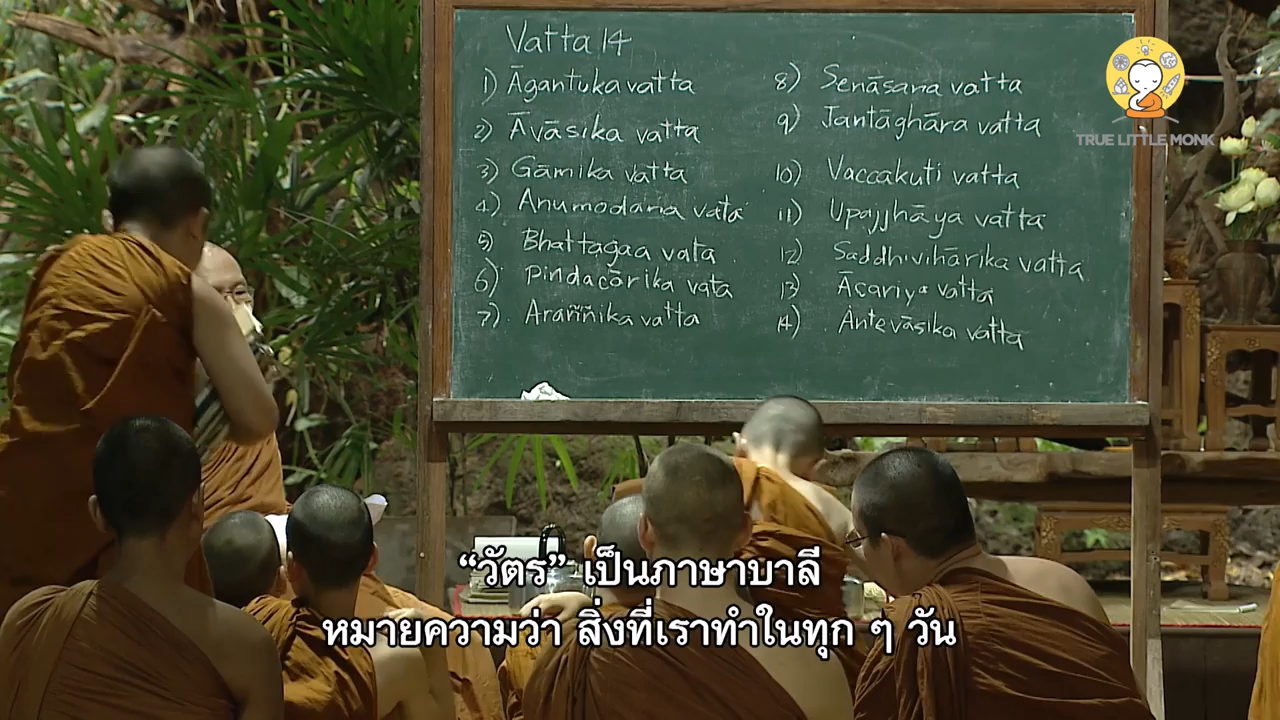 Vatta 14
1) Āgantuka vatta
2) Āvāsika vatta
3) Gāmika vatta
4) Anumodana vata
5) Bhattagaa vata
6) Pindacārika vata
7) Araññika vatta
8) Senāsana vatta
9) Jantāghāra vatta
10) Vaccakuti vatta
11) Upajjhāya vatta
12) Saddhivihārika vatta
13) Ācariya vatta
14) Antevāsika vatta
TRUE LITTLE MONK
“วัตร” เป็นภาษาบาลี
หมายความว่า สิ่งที่เราทำในทุก ๆ วัน